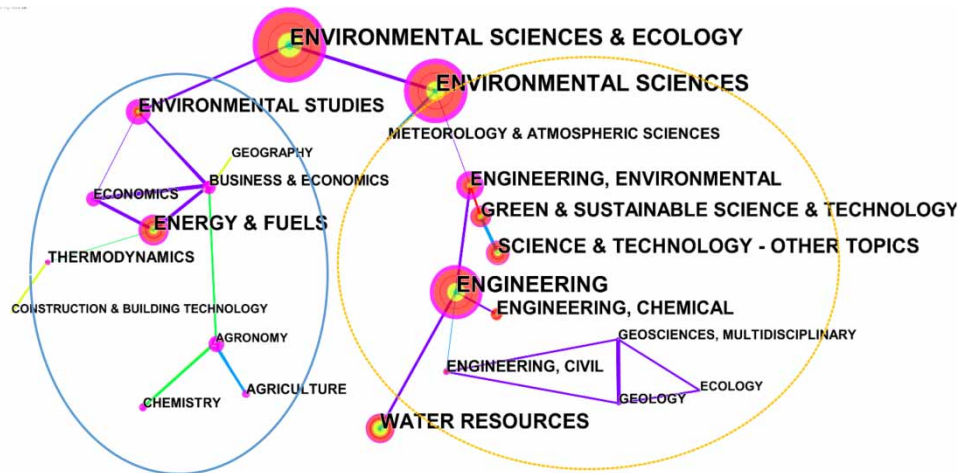 ENVIRONMENTAL SCIENCES & ECOLOGY
ENVIRONMENTAL SCIENCES
ENVIRONMENTAL STUDIES
METEOROLOGY & ATMOSPHERIC SCIENCES
GEOGRAPHY
BUSINESS & ECONOMICS
ECONOMICS
ENERGY & FUELS
THERMODYNAMICS
CONSTRUCTION & BUILDING TECHNOLOGY
AGRONOMY
AGRICULTURE
CHEMISTRY
ENGINEERING, ENVIRONMENTAL
GREEN & SUSTAINABLE SCIENCE & TECHNOLOGY
SCIENCE & TECHNOLOGY - OTHER TOPICS
ENGINEERING
ENGINEERING, CHEMICAL
GEOSCIENCES, MULTIDISCIPLINARY
ENGINEERING, CIVIL
ECOLOGY
GEOLOGY
WATER RESOURCES